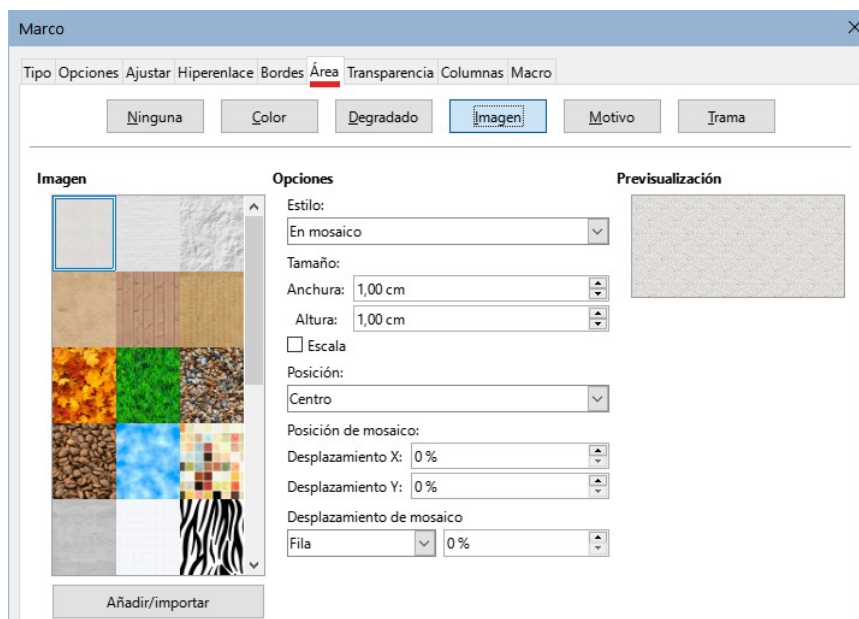 Marco
Tipo Opciones Ajustar Hiperenlace Bordes Área Transparencia Columnas Macro
Ninguna Color Degradado Imagen Motivo Trama
Imagen
Opciones
Estilo:
En mosaico
Tamaño:
Anchura: 1,00 cm
Altura: 1,00 cm
Escala
Posición:
Centro
Posición de mosaico:
Desplazamiento X: 0 %
Desplazamiento Y: 0 %
Desplazamiento de mosaico
Fila 0 %
Previsualización
Añadir/importar